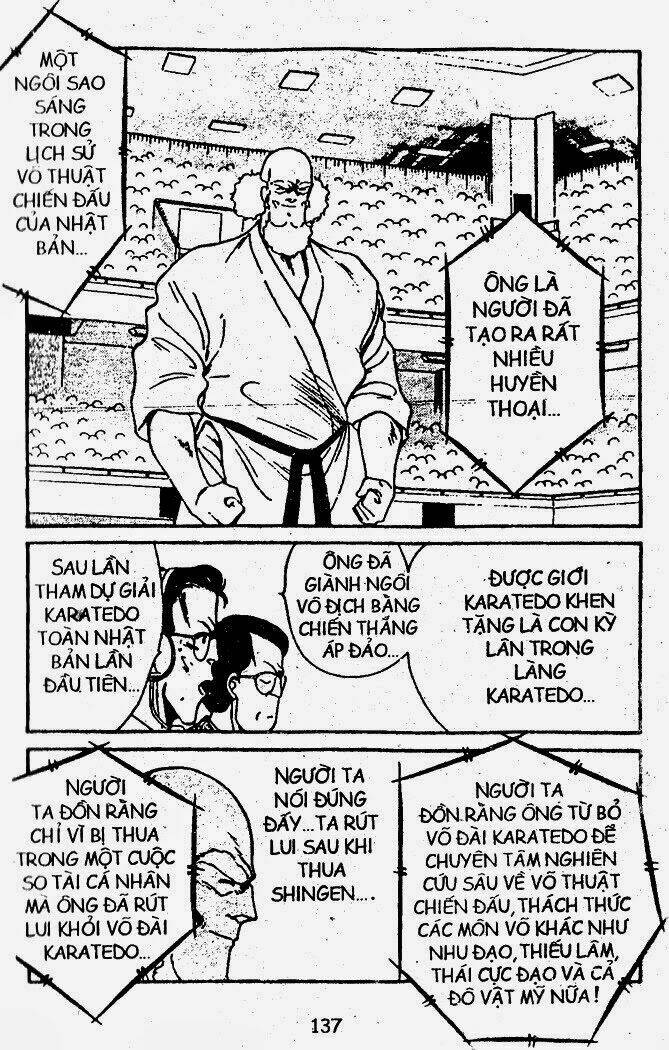 MỘT
NGÔI SAO
SÁNG
TRONG
LỊCH SỬ
VÕ THUẬT
CHIẾN ĐẤU
CỦA NHẬT
BẢN...
ÔNG LÀ
NGƯỜI ĐÃ
TẠO RA RẤT
NHIỀU
HUYỀN
THOẠI...
SAU LẦN
THAM DỰ GIẢI
KARATEDO
TOÀN NHẬT
BẢN LẦN
ĐẦU TIÊN...
ÔNG ĐÃ
GIÀNH NGÔI
VÕ ĐỊCH BẰNG
CHIẾN THẮNG
ÁP ĐẢO...
ĐƯỢC GIỚI
KARATEDO KHEN
TẶNG LÀ CON KỲ
LÂN TRONG
LÀNG
KARATEDO...
NGƯỜI
TA ĐỒN RẰNG
CHỈ VÌ BỊ THUA
TRONG MỘT CUỘC
SO TÀI CÁ NHÂN
MÀ ÔNG ĐÃ RÚT
LUI KHỎI VÕ ĐÀI
KARATEDO...
NGƯỜI TA
NÓI ĐÚNG
ĐẤY...TA RÚT
LUI SAU KHI
THUA
SHINGEN....
NGƯỜI TA
ĐỒN RẰNG ÔNG TỪ BỎ
VÕ ĐÀI KARATEDO ĐỂ
CHUYÊN TÂM NGHIÊN
CỨU SÂU VỀ VÕ THUẬT
CHIẾN ĐẤU, THÁCH THỨC
CÁC MÔN VÕ KHÁC NHƯ
NHU ĐẠO, THIẾU LÂM,
THÁI CỰC ĐẠO VÀ CẢ
ĐÔ VẬT MỸ NỮA!
137